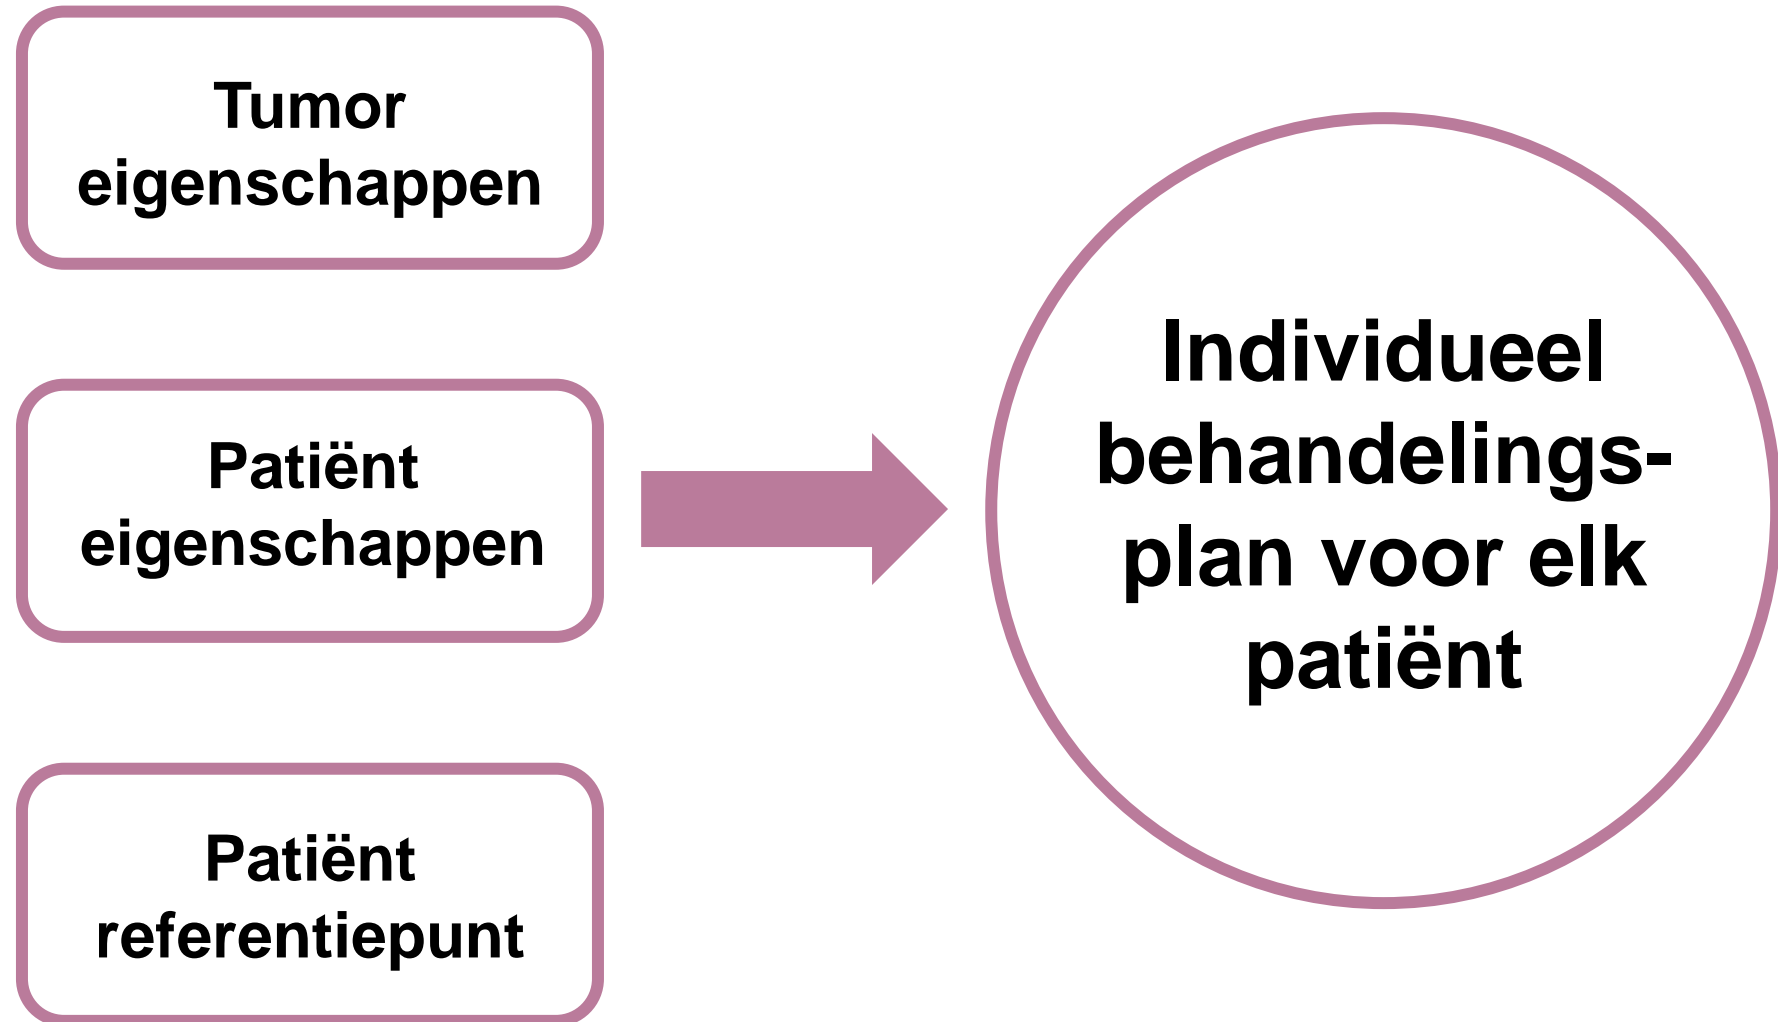 Tumor
eigenschappen
Patiënt
eigenschappen
Patiënt
referentiepunt
Individueel
behandelings-
plan voor elk
patiënt